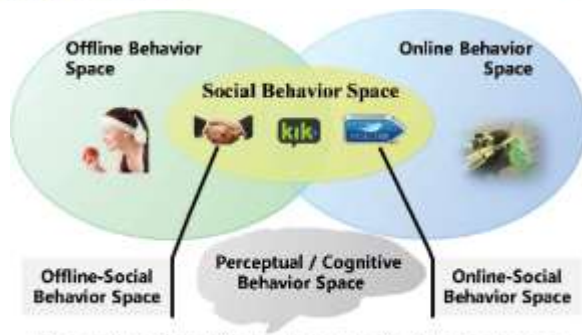 Offline Behavior
Space
Online Behavior
Space
Social Behavior Space
kik
Perceptual / Cognitive
Behavior Space
Offline-Social
Behavior Space
Online-Social
Behavior Space